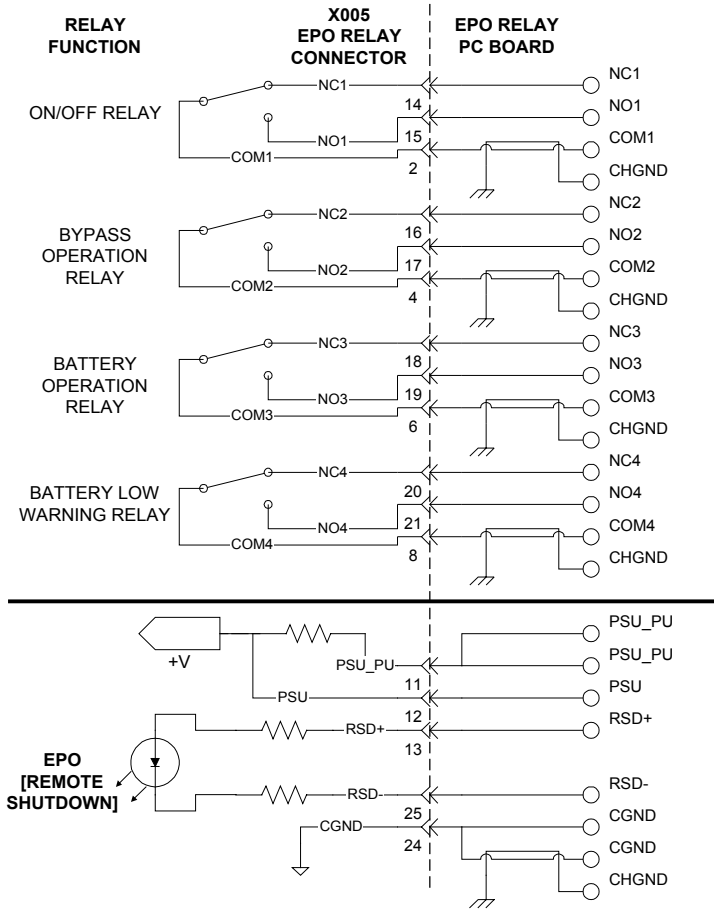 RELAY
FUNCTION
X005
EPO RELAY
CONNECTOR
EPO RELAY
PC BOARD
ON/OFF RELAY
NC1
NO1
COM1
14
15
2
NC1
NO1
COM1
CHGND
BYPASS
OPERATION
RELAY
NC2
NO2
COM2
16
17
4
NC2
NO2
COM2
CHGND
BATTERY
OPERATION
RELAY
NC3
NO3
COM3
18
19
6
NC3
NO3
COM3
CHGND
BATTERY LOW
WARNING RELAY
NC4
NO4
COM4
20
21
8
NC4
NO4
COM4
CHGND
+V
PSU_PU
PSU
11
12
PSU_PU
PSU_PU
PSU
EPO
[REMOTE
SHUTDOWN]
RSD+
13
RSD+
RSD-
25
RSD-
CGND
24
CGND
CGND
CHGND